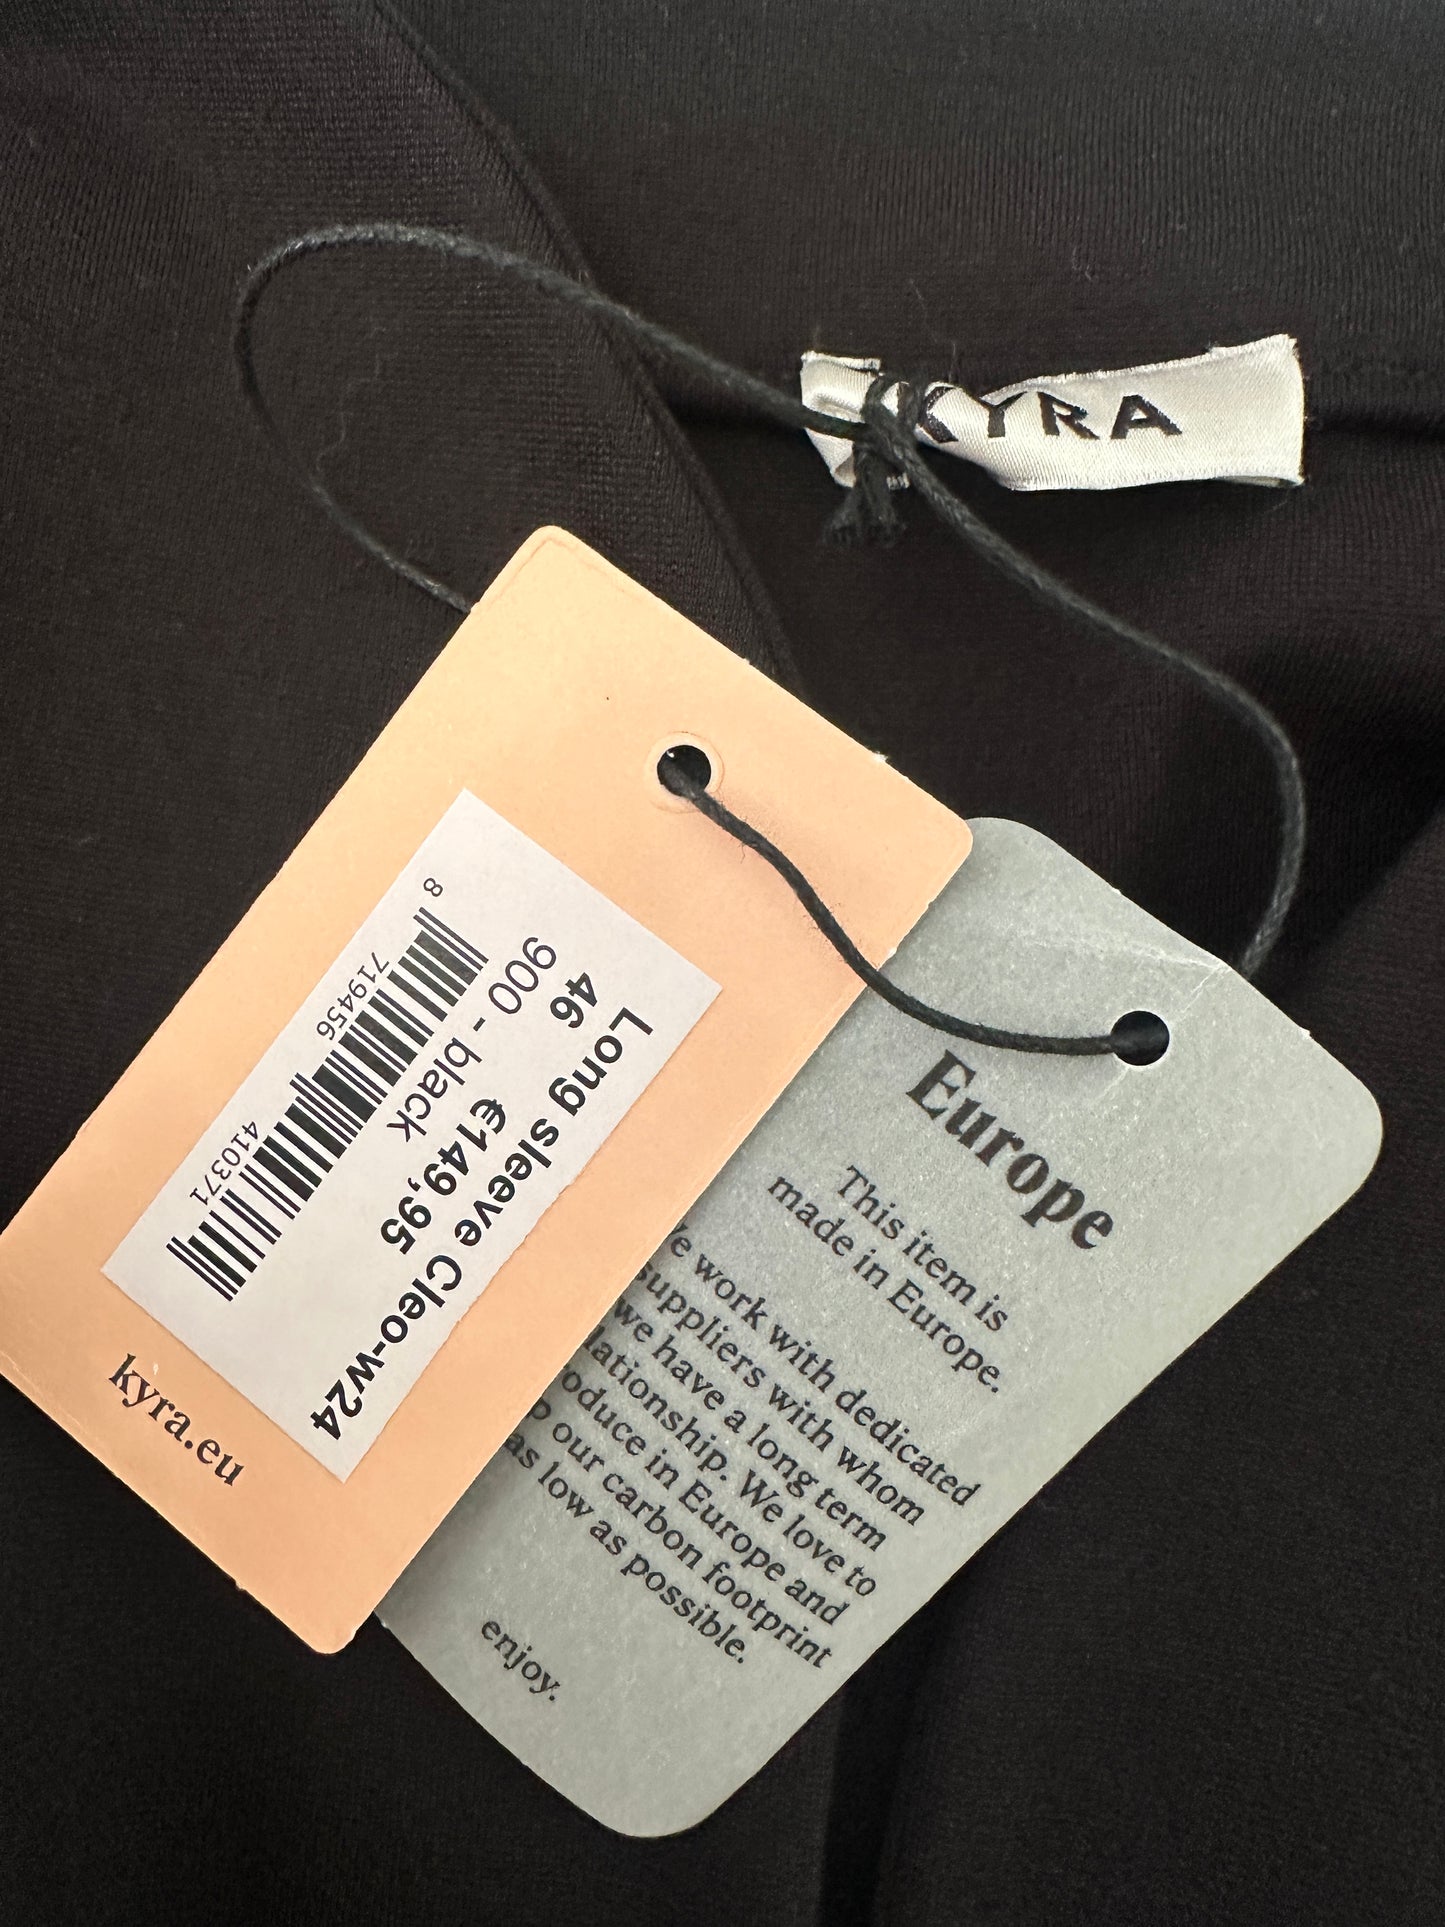 KYRA
Long sleeve Cleo-w24
46
900 - black €149,95
8 719456 410371
kyra.eu
Europe
This item is
made in Europe.
work with dedicated
suppliers with whom
we have a long term
We love to
in Europe and
our carbon footprint
as low as possible.
enjoy.